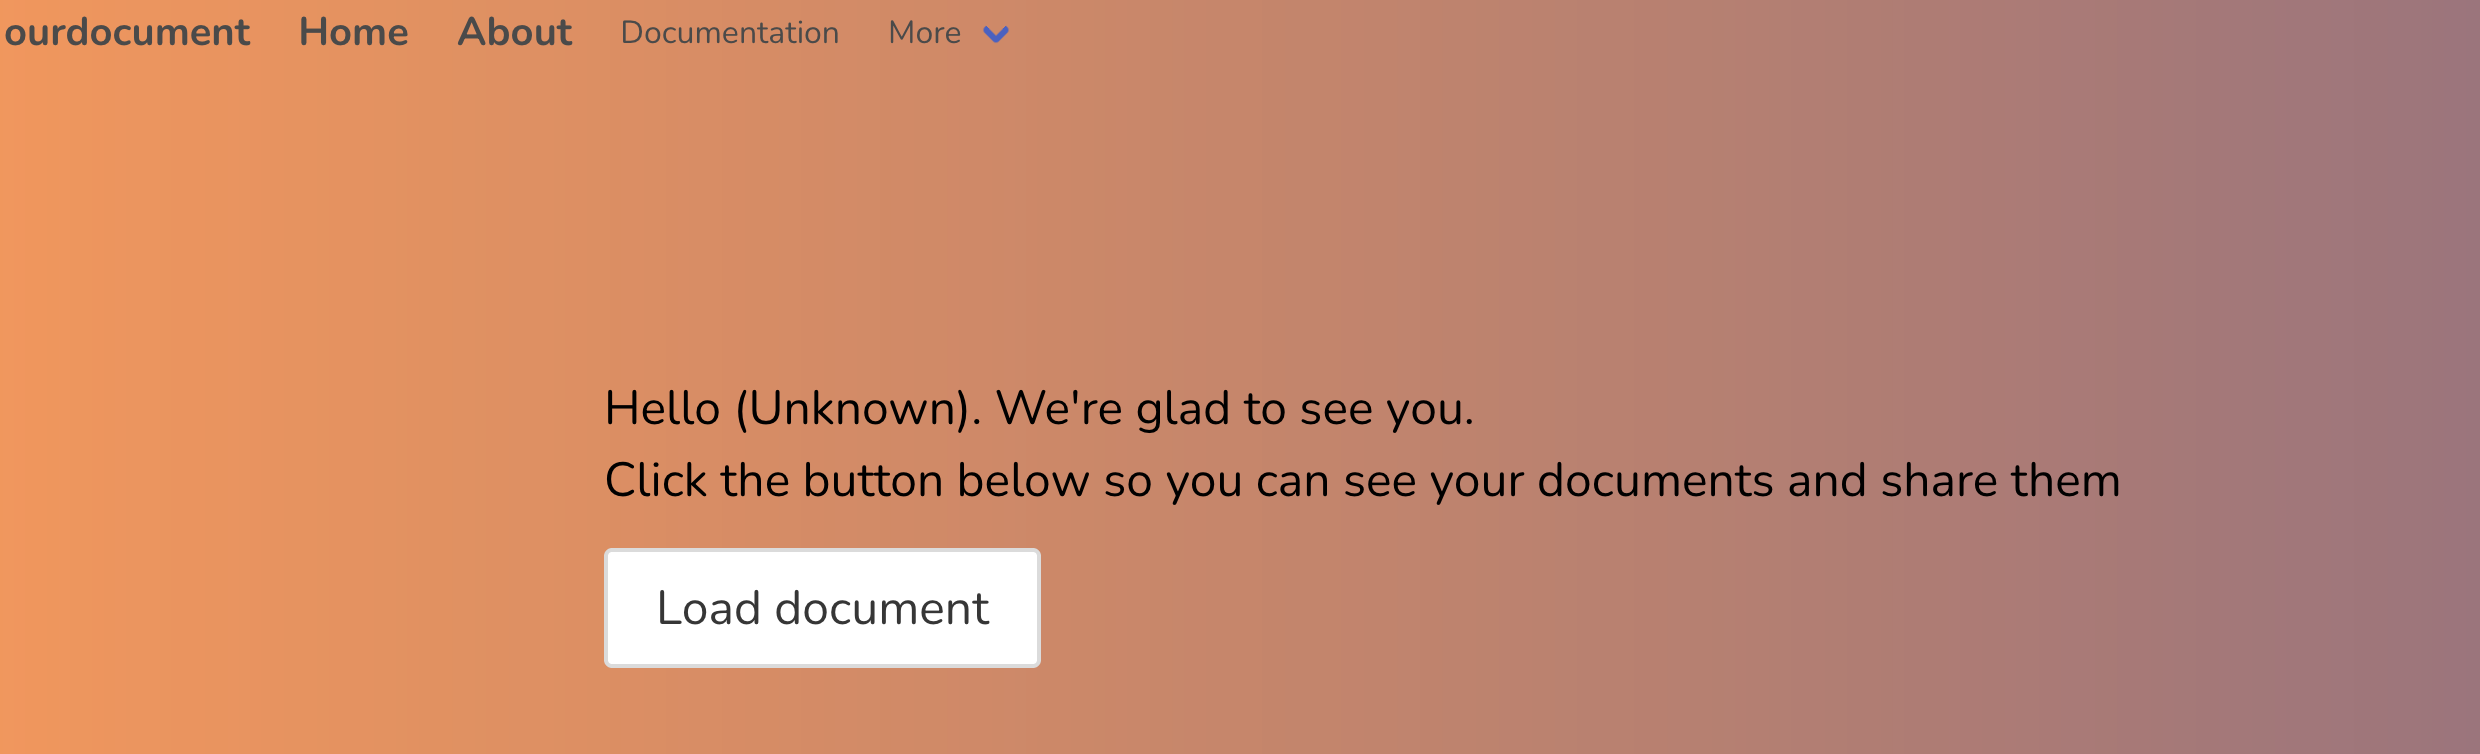 ourdocument Home About Documentation More
Hello (Unknown). We're glad to see you.
Click the button below so you can see your documents and share them
Load document